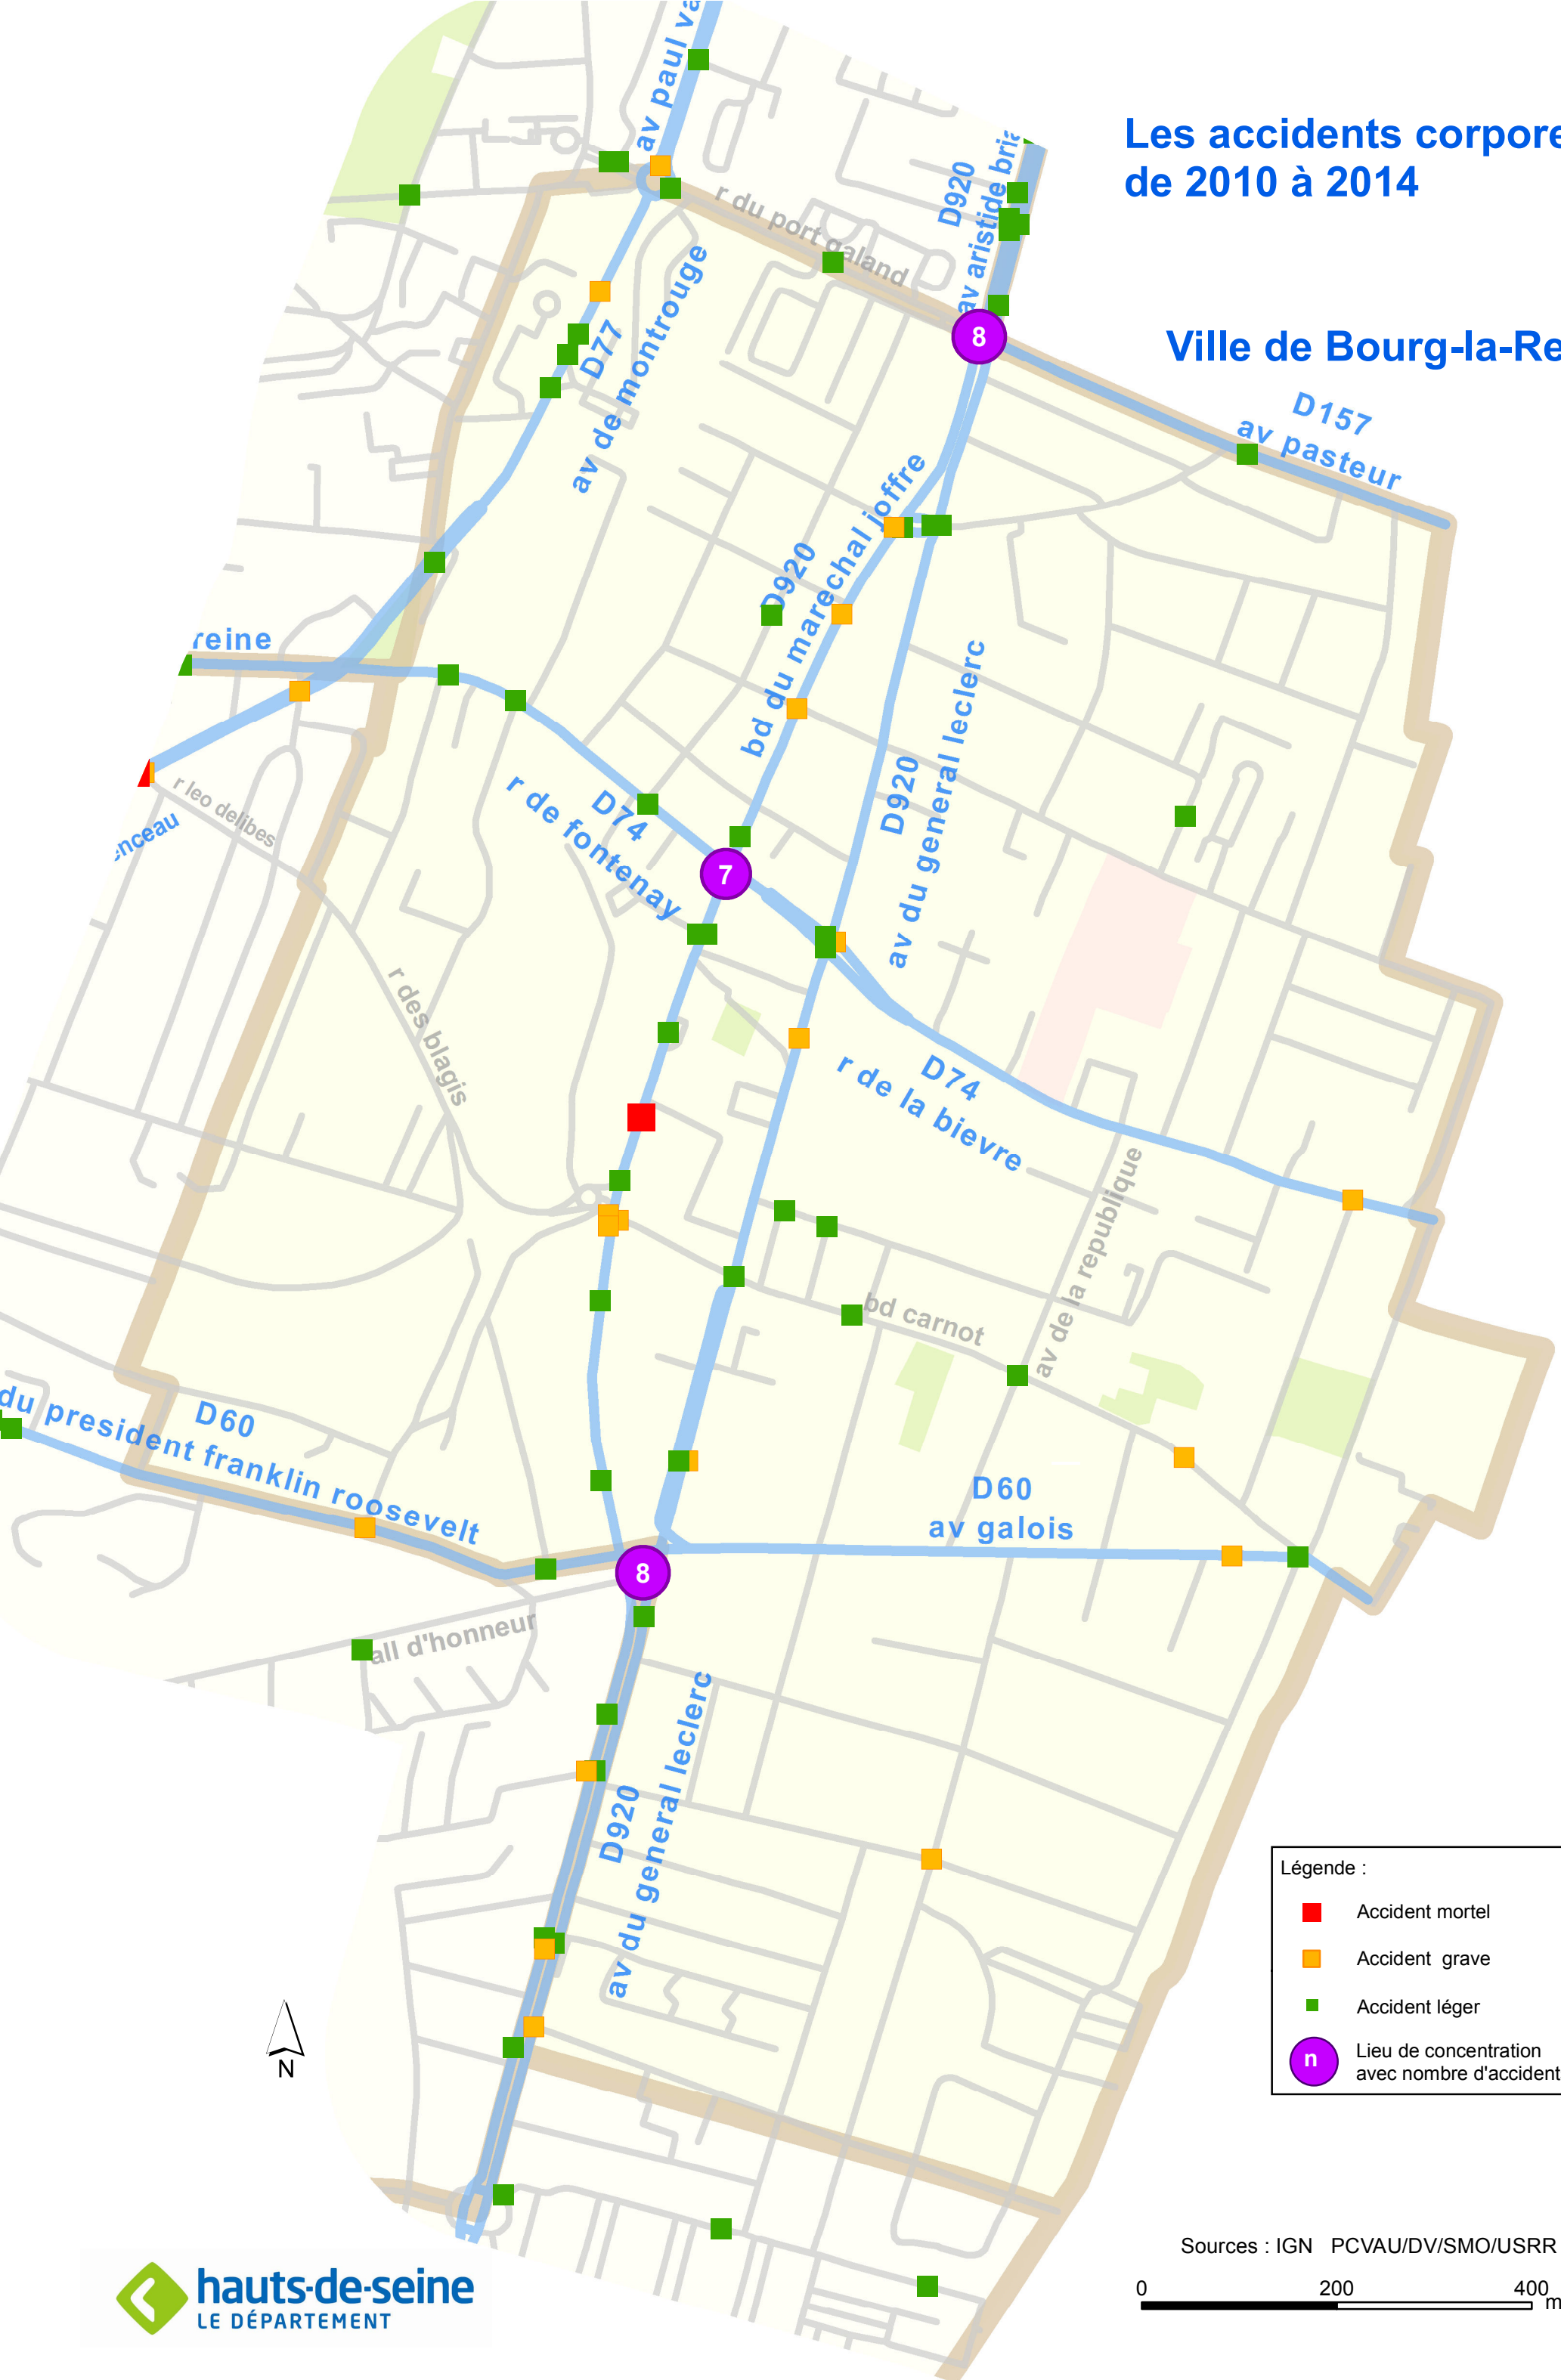 Les accidents corpore
de 2010 à 2014
Ville de Bourg-la-Re
av paul va
r du port galand
D920
av aristide bria
D77
av de montrouge
D157
av pasteur
D920
bd du marechal joffre
reine
r leo delibes
enceau
D74
r de fontenay
D920
av du general leclerc
r des blagis
D74
r de la bievre
av de la republique
bd carnot
D60
du president franklin roosevelt
D60
av galois
all d'honneur
D920
av du general leclerc
8
7
8
Légende :
Accident mortel
Accident grave
Accident léger
n
Lieu de concentration
avec nombre d'accident
N
Sources : IGN PCVAU/DV/SMO/USRR
0 200 400
m
hauts-de-seine
LE DÉPARTEMENT